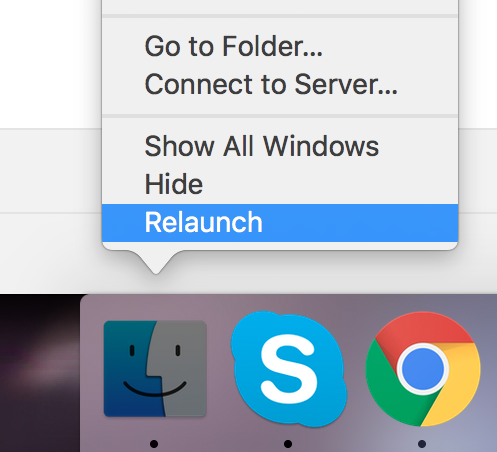 Go to Folder...
Connect to Server...
Show All Windows
Hide
Relaunch
S